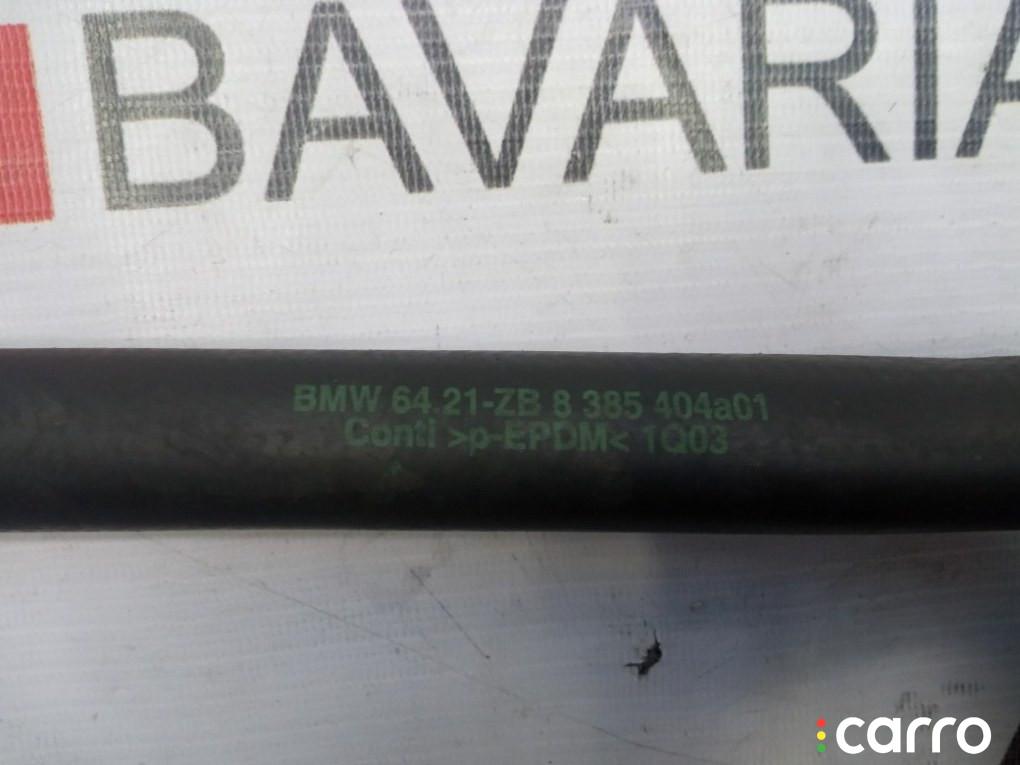 BAVARIA
BMW 64.21-ZB 8 385 404a01
Conti >p-EPDM< 1Q03
carro